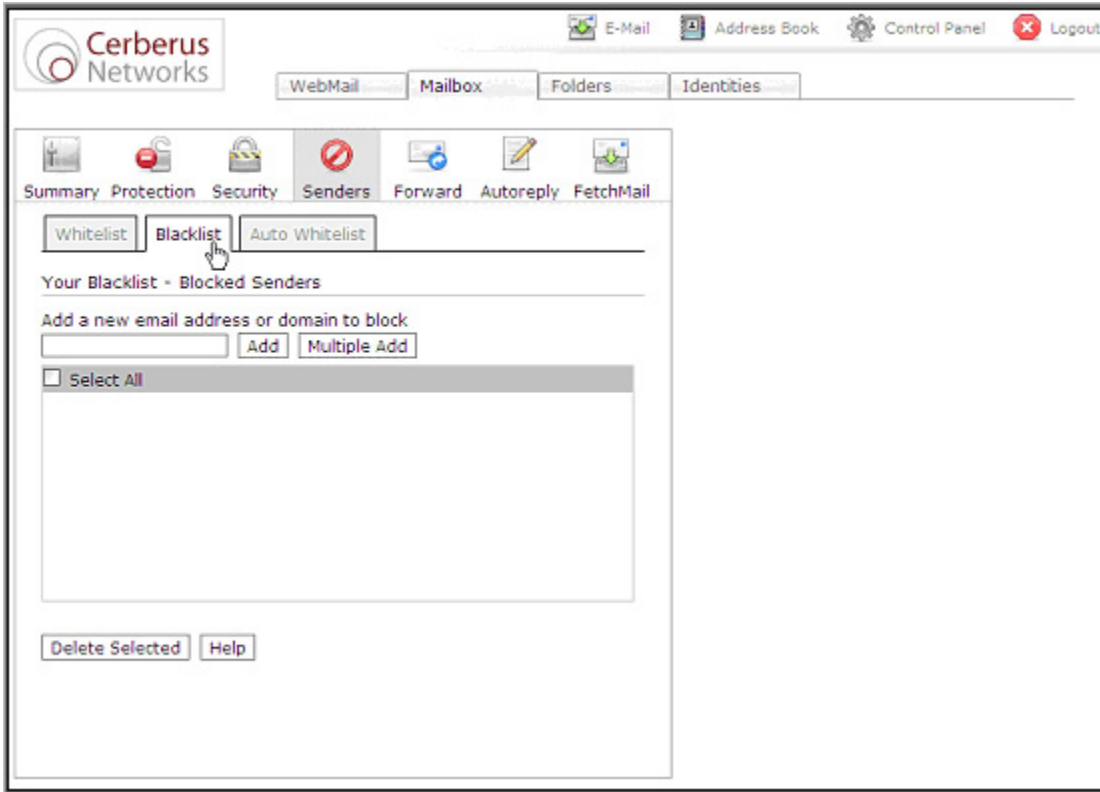 Cerberus
Networks
E-Mail Address Book Control Panel Logout
WebMail Mailbox Folders Identities
Summary Protection Security Senders Forward Autoreply FetchMail
Whitelist Blacklist Auto Whitelist
Your Blacklist - Blocked Senders
Add a new email address or domain to block
Add Multiple Add
Select All
Delete Selected Help